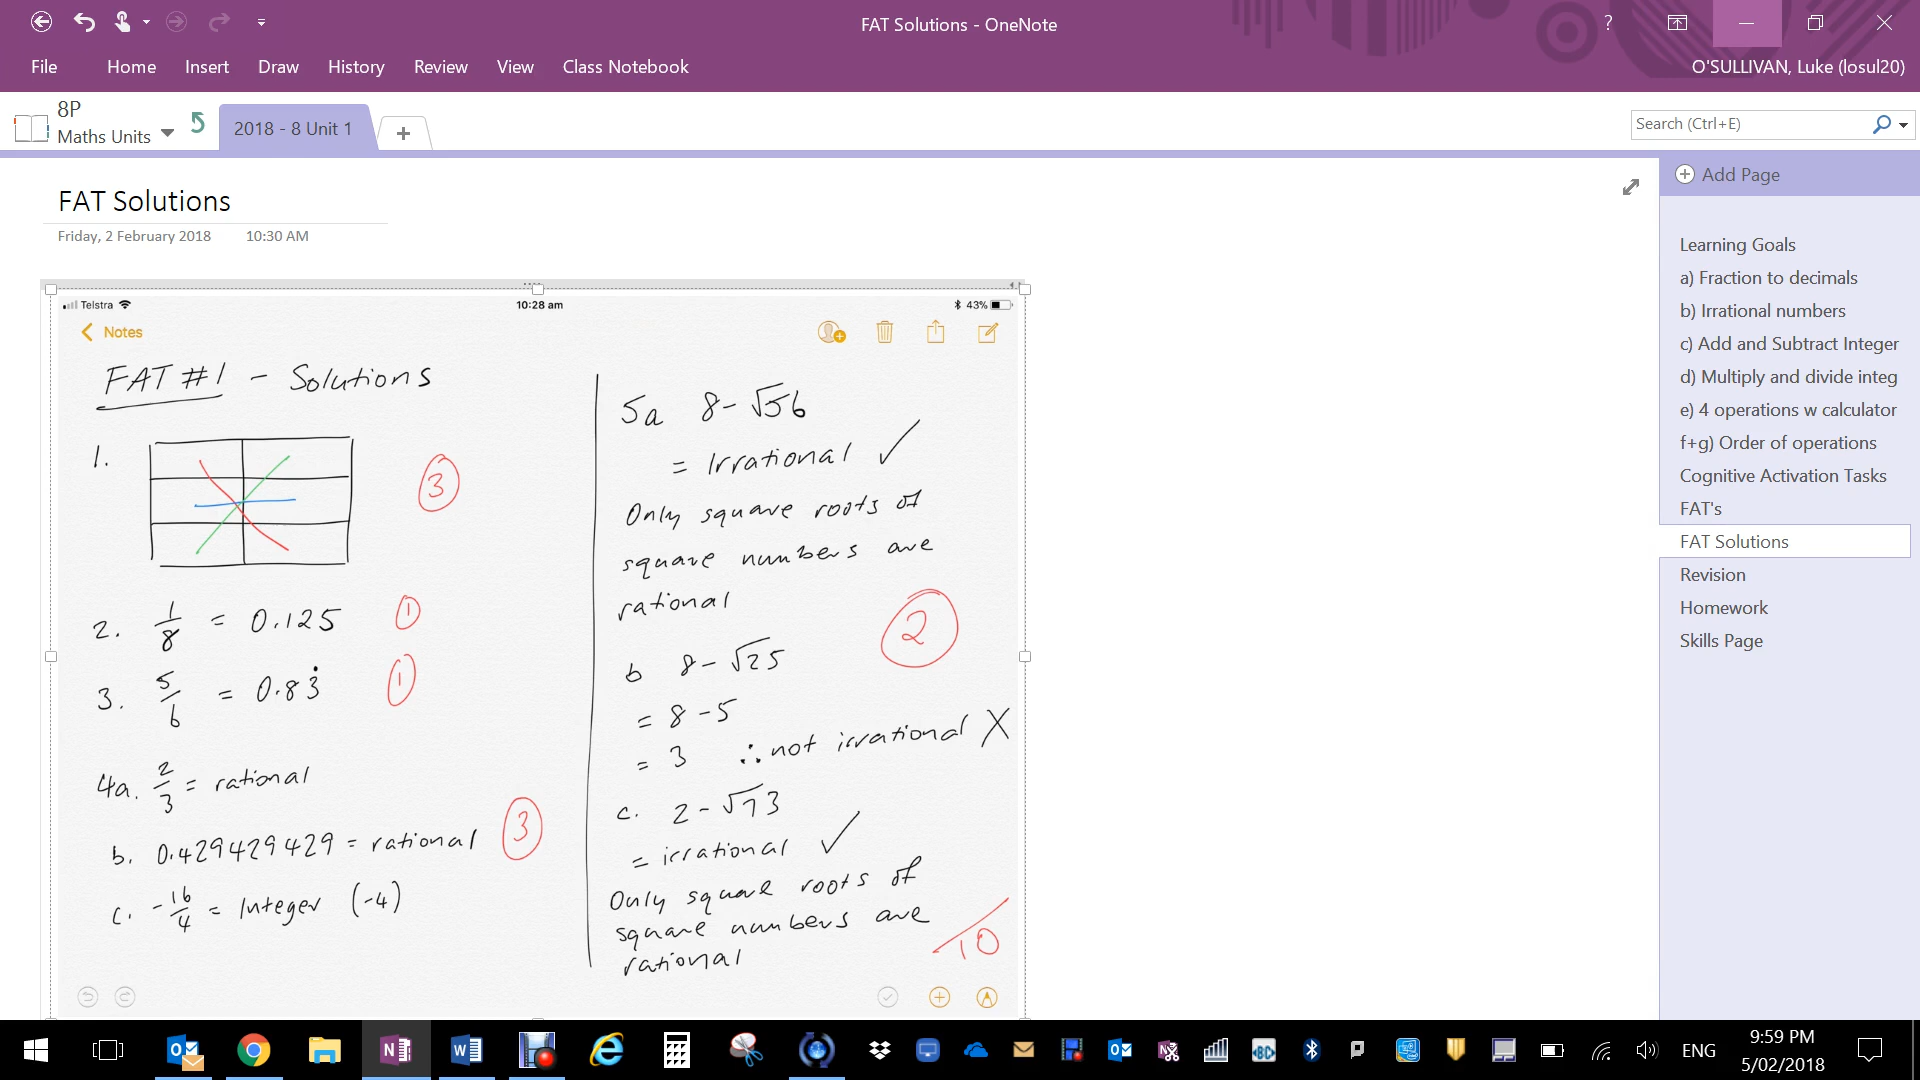 FAT Solutions - OneNote
?
File Home Insert Draw History Review View Class Notebook
O'SULLIVAN, Luke (losul20)
8P
Maths Units
2018 - 8 Unit 1
+
Search (Ctrl+E)
FAT Solutions
Friday, 2 February 2018 10:30 AM
Telstra 10:28 am 43%
Notes
FAT #1 - Solutions
1.
3
2. 1/8 = 0.125 1
3. 5/6 = 0.83̇ 1
4a. 2/3 = rational
b. 0.429429429 = rational 3
c. -16/4 = Integer (-4)
5a 8-√56
= Irrational ✓
Only square roots of
square numbers are
rational
2
b 8-√25
= 8-5
= 3 ∴ not irrational X
c. 2-√73
= irrational ✓
Only square roots of
square numbers are
rational
/10
Add Page
Learning Goals
a) Fraction to decimals
b) Irrational numbers
c) Add and Subtract Integer
d) Multiply and divide integ
e) 4 operations w calculator
f+g) Order of operations
Cognitive Activation Tasks
FAT's
FAT Solutions
Revision
Homework
Skills Page
ENG
9:59 PM
5/02/2018